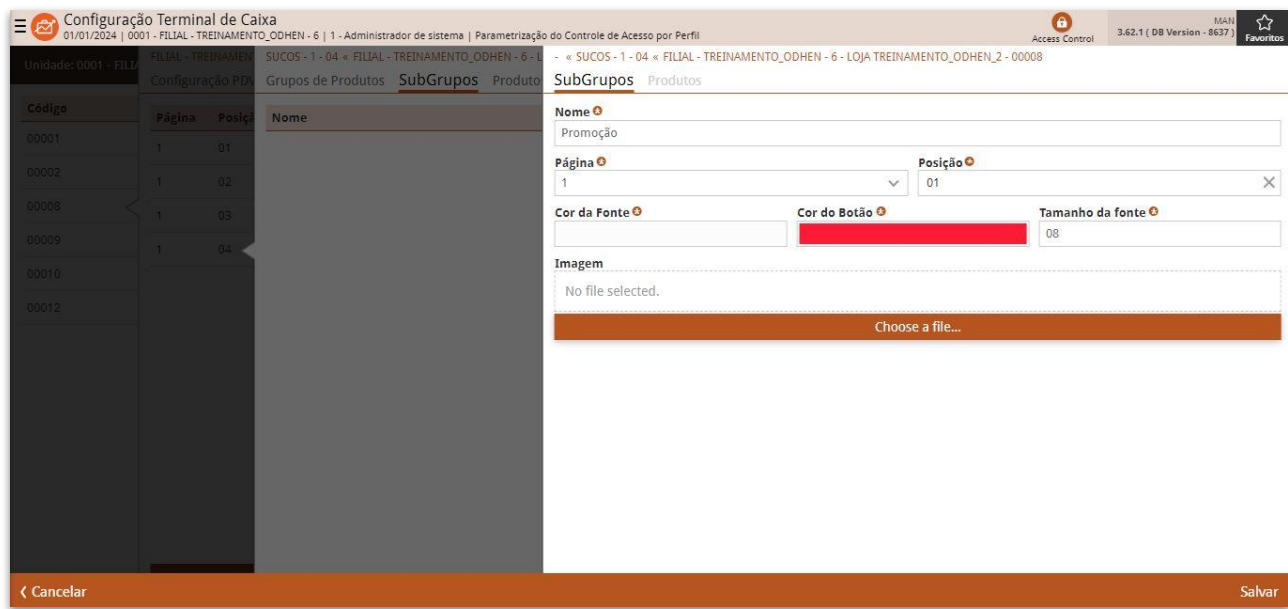 Configuração Terminal de Caixa
01/01/2024 | 0001 - FILIAL - TREINAMENTO_ODHEN - 6 | 1 - Administrador de sistema | Parametrização do Controle de Acesso por Perfil
Access Control
MAN
3.62.1 ( DB Version - 8637 )
Favoritos
Unidade: 0001 - FILIA
Código
00001
00002
00008
00009
00010
00012
FILIAL - TREINAMEN
Configuração PDV
Página Posiçã
1 01
1 02
1 03
1 04
SUCOS - 1 - 04 « FILIAL - TREINAMENTO_ODHEN - 6 - L
Grupos de Produtos SubGrupos Produto
Nome
- « SUCOS - 1 - 04 « FILIAL - TREINAMENTO_ODHEN - 6 - LOJA TREINAMENTO_ODHEN_2 - 00008
SubGrupos Produtos
Nome
Promoção
Página Posição
1 01
Cor da Fonte Cor do Botão Tamanho da fonte
08
Imagem
No file selected.
Choose a file...
Cancelar
Salvar